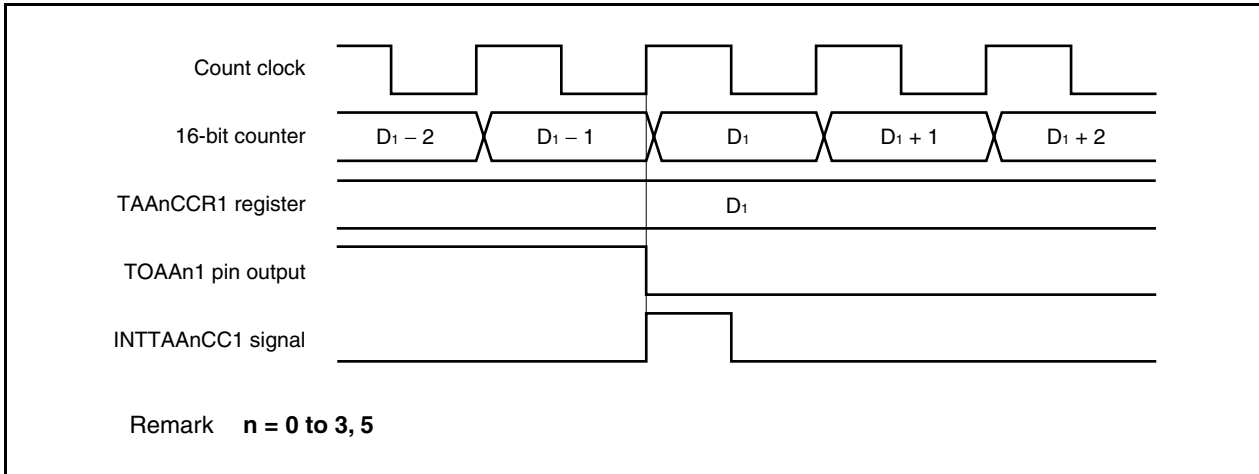 Count clock
16-bit counter D₁ − 2 D₁ − 1 D₁ D₁ + 1 D₁ + 2
TAAnCCR1 register D₁
TOAAn1 pin output
INTTAAnCC1 signal
Remark n = 0 to 3, 5